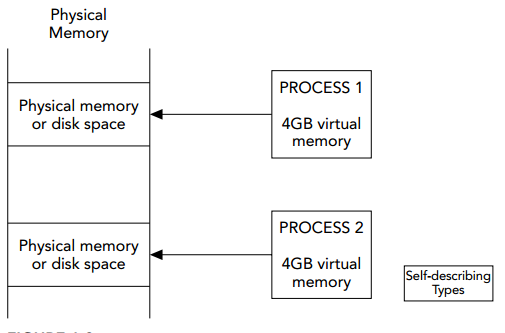 Physical
Memory
Physical memory
or disk space
PROCESS 1
4GB virtual
memory
Physical memory
or disk space
PROCESS 2
4GB virtual
memory
Self-describing
Types